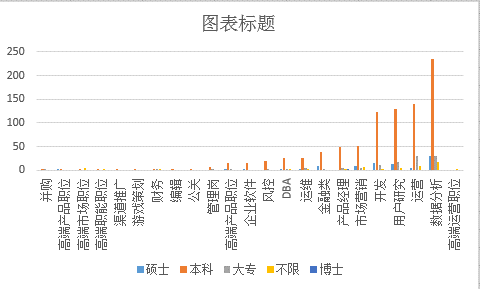 图表标题
250
200
150
100
50
0
并购
高端产品职位
高端市场职位
高端职能职位
渠道推广
游戏策划
财务
编辑
公关
管理岗
高端产品职位
企业软件
风控
DBA
运维
金融类
产品经理
市场营销
开发
用户研究
运营
数据分析
高端运营职位
硕士 本科 大专 不限 博士